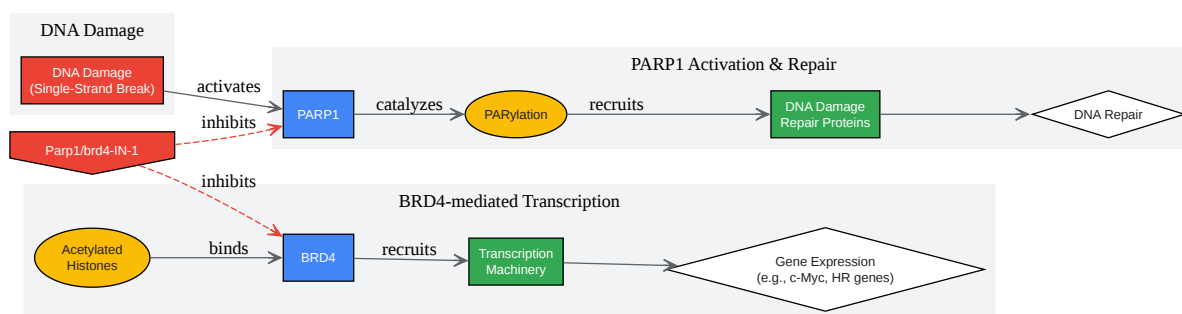 DNA Damage
DNA Damage
(Single-Strand Break)
activates
inhibits
Parp1/brd4-IN-1
inhibits
PARP1 Activation & Repair
PARP1
catalyzes
PARylation
recruits
DNA Damage
Repair Proteins
DNA Repair
BRD4-mediated Transcription
Acetylated
Histones
binds
BRD4
recruits
Transcription
Machinery
Gene Expression
(e.g., c-Myc, HR genes)